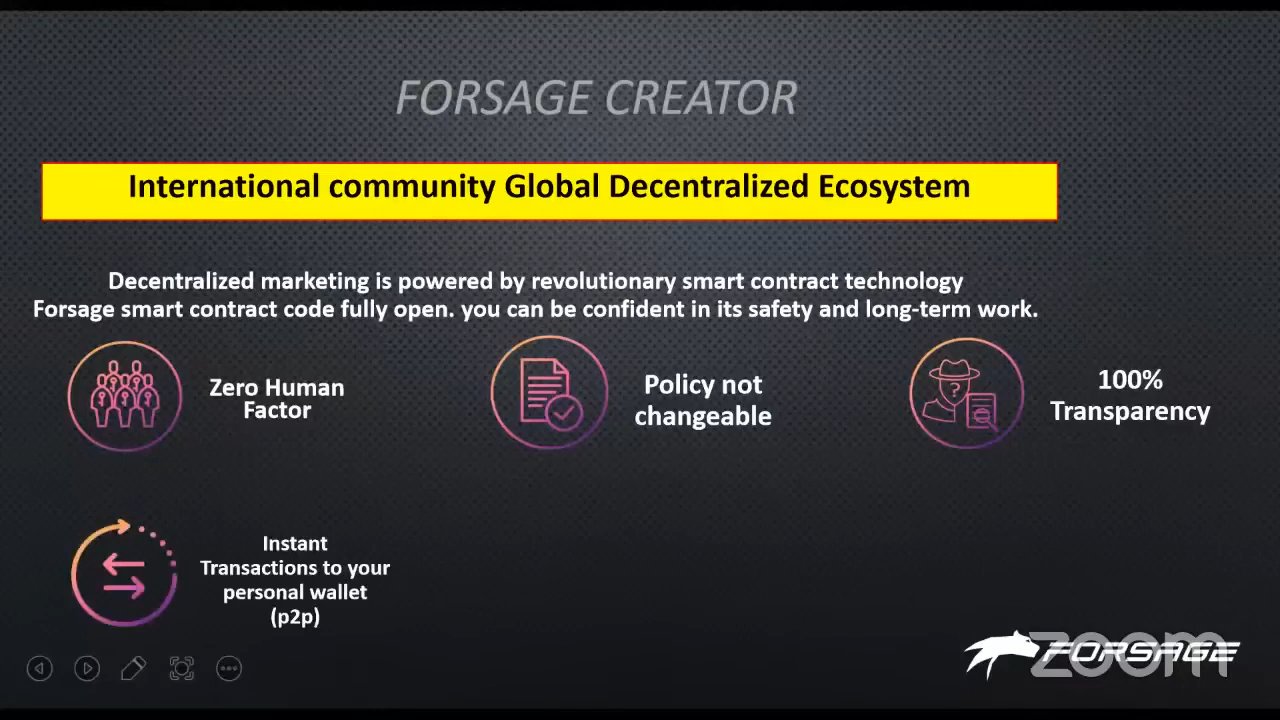 FORSAGE CREATOR
International community Global Decentralized Ecosystem
Decentralized marketing is powered by revolutionary smart contract technology
Forsage smart contract code fully open. you can be confident in its safety and long-term work.
Zero Human
Factor
Policy not
changeable
100%
Transparency
Instant
Transactions to your
personal wallet
(p2p)
FORSAGE
zoom